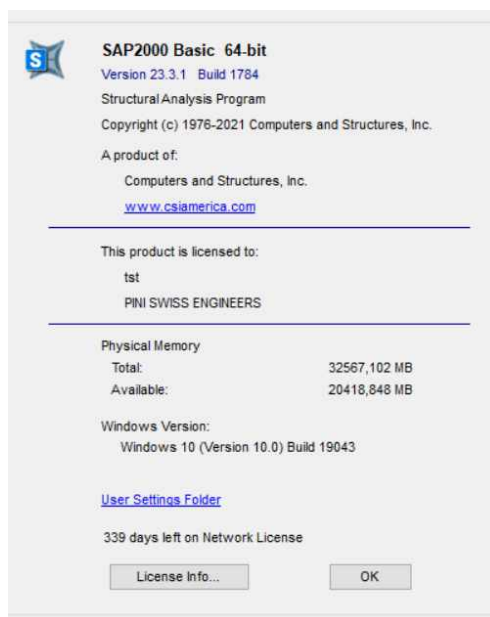 S
SAP2000 Basic 64-bit
Version 23.3.1 Build 1784
Structural Analysis Program
Copyright (c) 1976-2021 Computers and Structures, Inc.
A product of:
Computers and Structures, Inc.
www.csiamerica.com
This product is licensed to:
tst
PINI SWISS ENGINEERS
Physical Memory
Total: 32567,102 MB
Available: 20418,848 MB
Windows Version:
Windows 10 (Version 10.0) Build 19043
User Settings Folder
339 days left on Network License
License Info... OK